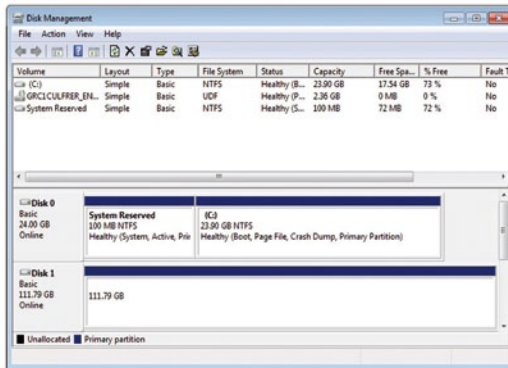 Disk Management
File Action View Help
Volume Layout Type File System Status Capacity Free Spa... % Free Fault T
(C:) Simple Basic NTFS Healthy (B... 23.90 GB 17.54 GB 73 % No
GRC1CULFRER_EN... Simple Basic UDF Healthy (P... 2.36 GB 0 MB 0 % No
System Reserved Simple Basic NTFS Healthy (S... 100 MB 72 MB 72 % No
Disk 0
Basic
24.00 GB
Online
System Reserved
100 MB NTFS
Healthy (System, Active, Prin
(C:)
23.90 GB NTFS
Healthy (Boot, Page File, Crash Dump, Primary Partition)
Disk 1
Basic
111.79 GB
Online
111.79 GB
Unallocated Primary partition